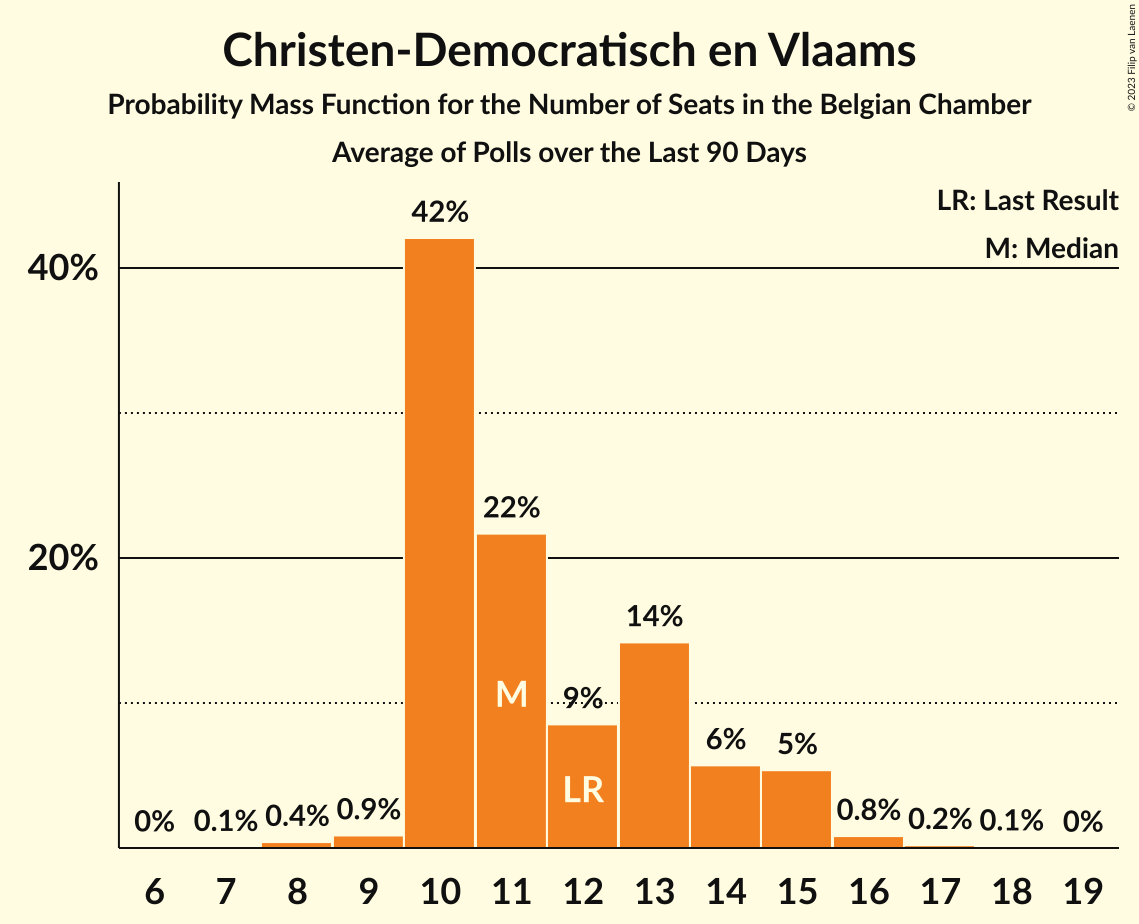 Christen-Democratisch en Vlaams
Probability Mass Function for the Number of Seats in the Belgian Chamber
Average of Polls over the Last 90 Days
© 2023 Filip van Laenen
LR: Last Result
M: Median
40%
20%
0%
0.1%
0.4%
0.9%
42%
22%
9%
14%
6%
5%
0.8%
0.2%
0.1%
0%
M
LR
6 7 8 9 10 11 12 13 14 15 16 17 18 19